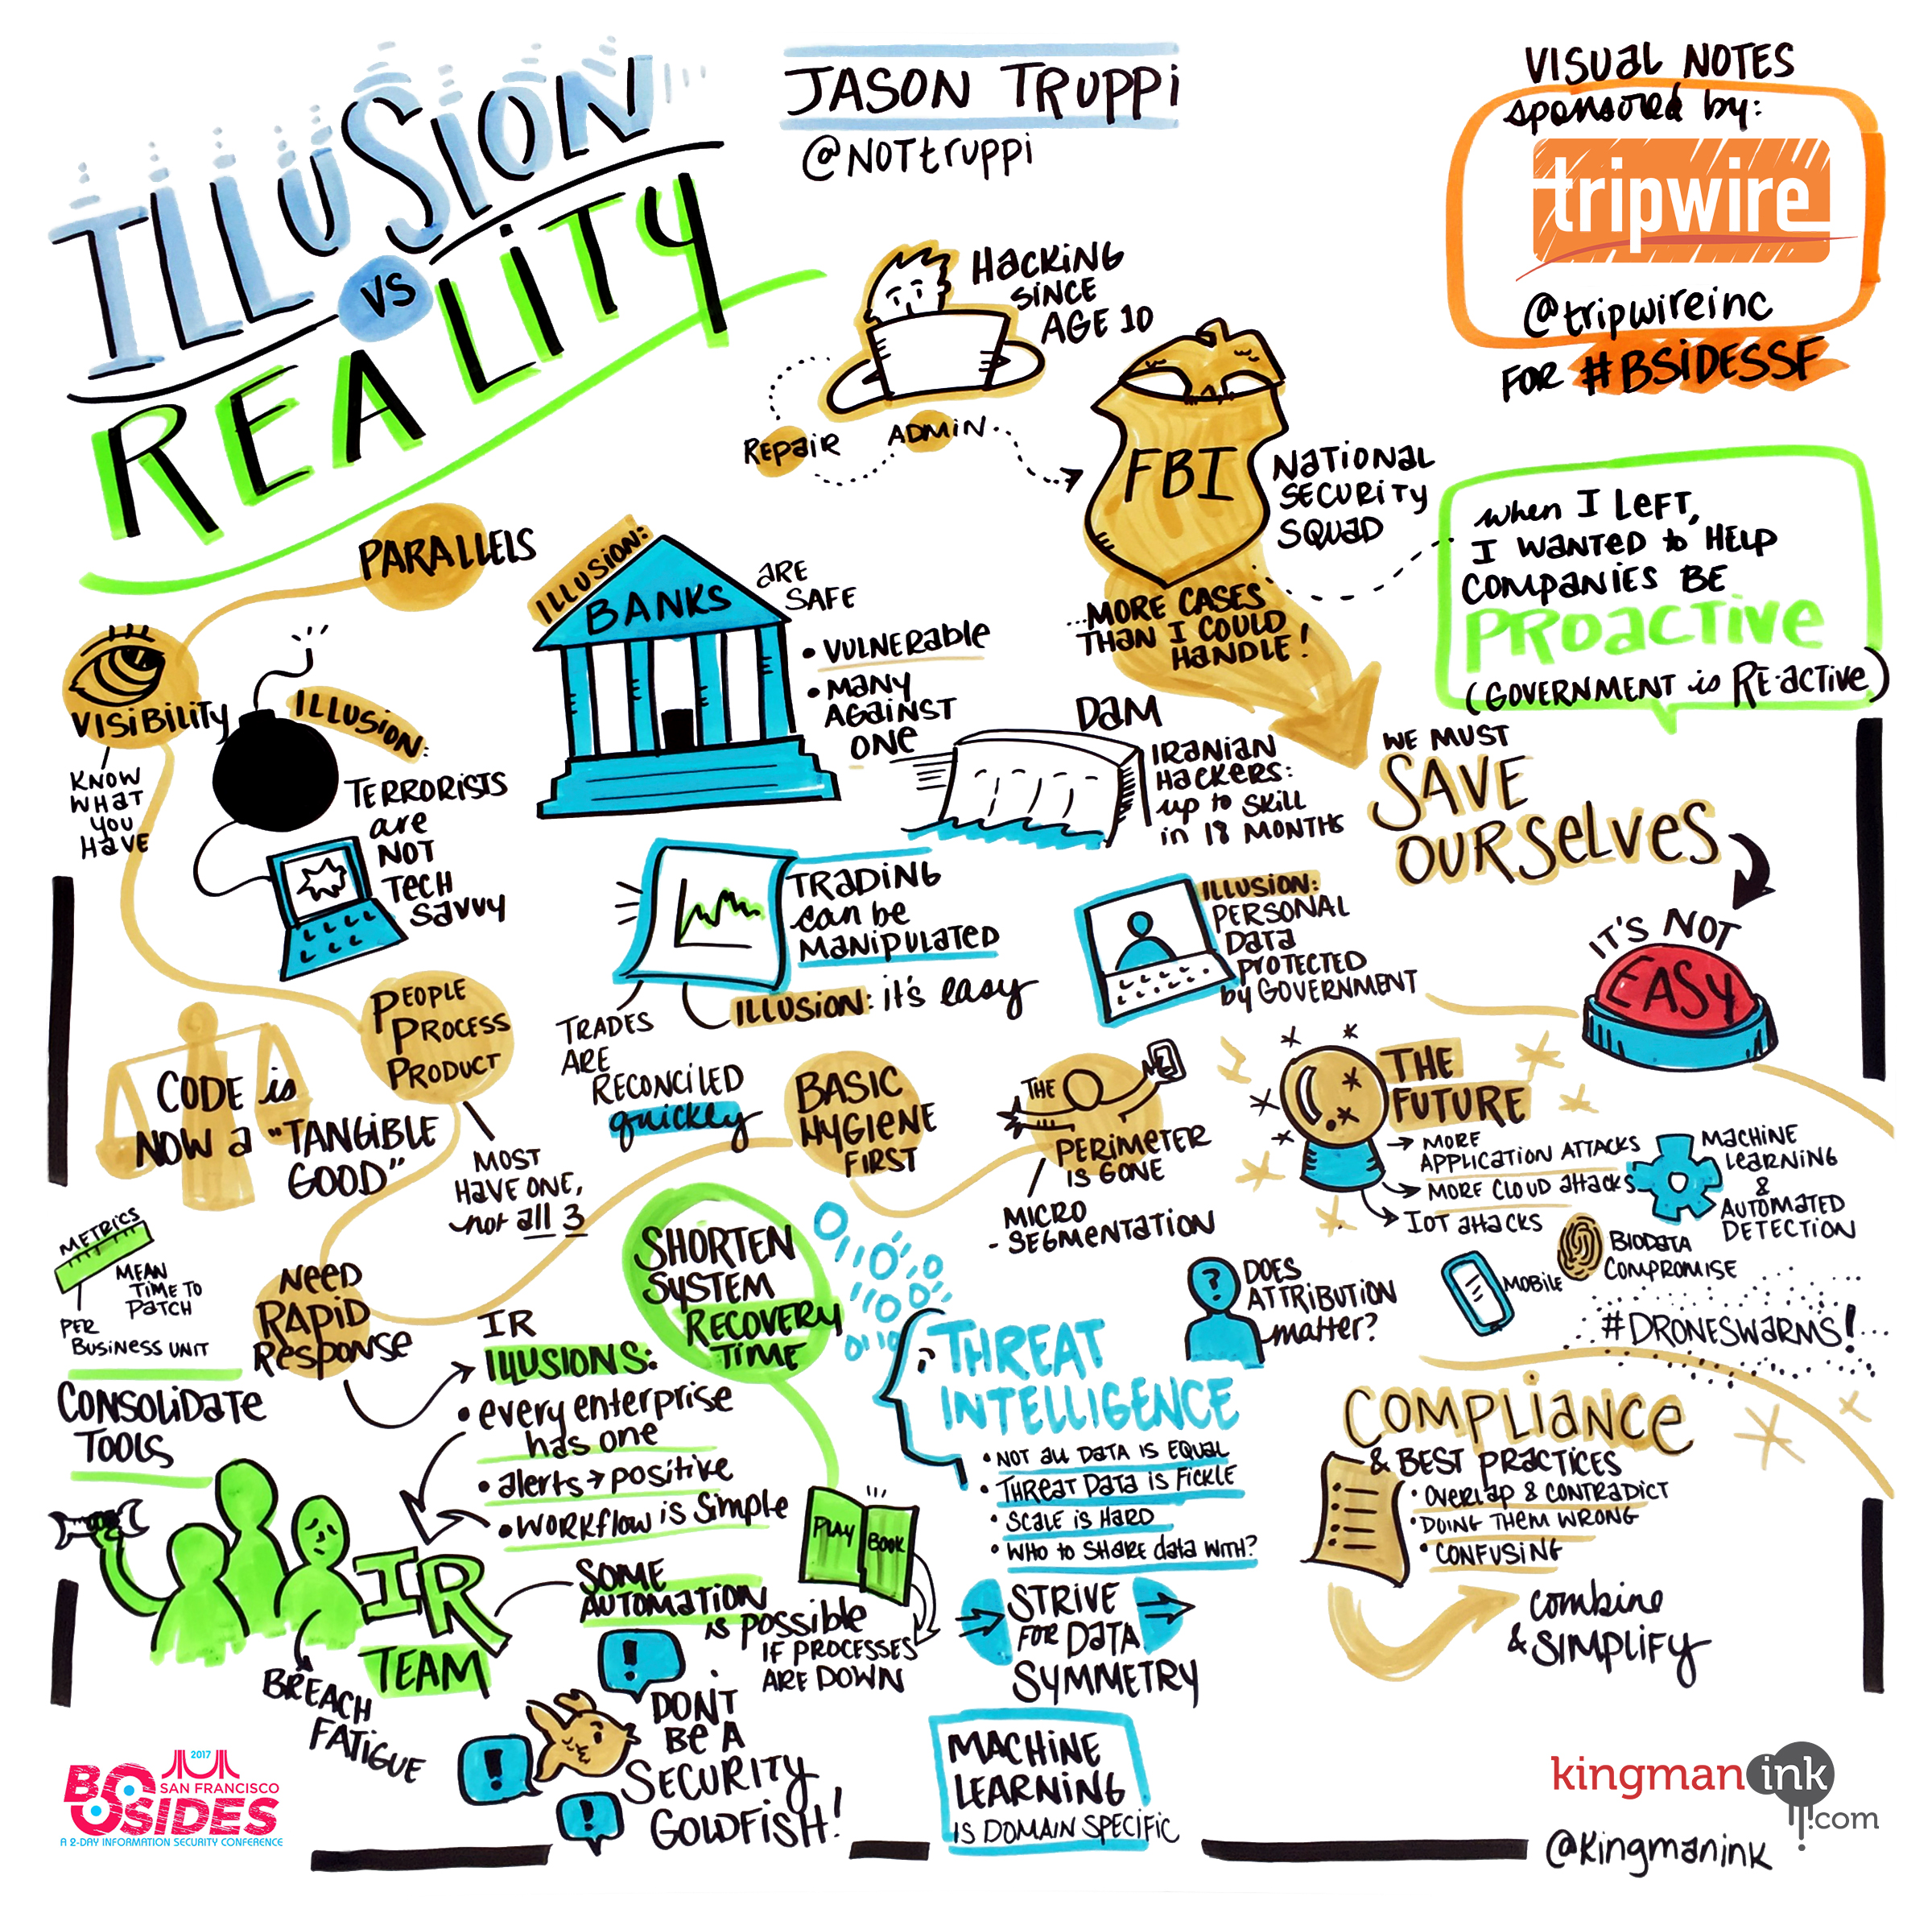 ILLUSION
VS
REALITY
JASON TRUPPI
@NOTtruppi
VISUAL NOTES
sponsored by:
tripwire
@tripwireinc
FOR #BSIDESSF
HACKING
SINCE
AGE 10
REPAIR
ADMIN
FBI
NATIONAL
SECURITY
SQUAD
...MORE CASES
THAN I COULD
HANDLE!
when I LEFT,
I WANTED to HELP
COMPANIES BE
PROACTIVE
(GOVERNMENT is RE-ACTIVE)
WE MUST
SAVE
OURSELVES
IT'S NOT
EASY
PARALLELS
VISIBILITY
KNOW
WHAT
YOU
HAVE
ILLUSION:
TERRORISTS
are
NOT
TECH
SAVVY
ILLUSION:
BANKS
ARE
SAFE
• VULNERABLE
• MANY
AGAINST
ONE
DAM
IRANIAN
HACKERS:
up to SKILL
in 18 MONTHS
TRADING
can be
MANIPULATED
ILLUSION: it's easy
TRADES
ARE
RECONCILED
quickly
ILLUSION:
PERSONAL
DATA
PROTECTED
by GOVERNMENT
PEOPLE
PROCESS
PRODUCT
MOST
HAVE ONE,
not all 3
CODE is
NOW a "TANGIBLE
GOOD"
BASIC
HYGIENE
FIRST
THE
PERIMETER
IS GONE
MICRO
- SEGMENTATION
THE
FUTURE
MORE
APPLICATION ATTACKS
MORE CLOUD attacks
IOT attacks
MACHINE
LEARNING
&
AUTOMATED
DETECTION
BIODATA
COMPROMISE
MOBILE
#DRONESWARMS!
METRICS
MEAN
TIME TO
PATCH
PER
BUSINESS UNIT
NEED
RAPID
RESPONSE
CONSOLIDATE
TOOLS
IR
ILLUSIONS:
• every enterprise
has one
• alerts → positive
• WORKFLOW is Simple
IR
TEAM
BREACH
FATIGUE
SHORTEN
SYSTEM
RECOVERY
TIME
PLAY BOOK
SOME
AUTOMATION
is possible
IF PROCESSES
ARE DOWN
DON'T
BE A
SECURITY
GOLDFISH!
THREAT
INTELLIGENCE
• NOT all DATA IS EQUAL
• THREAT DATA is FICKLE
• SCALE is HARD
• WHO to SHARE data WITH?
DOES
ATTRIBUTION
matter?
STRIVE
FOR DATA
SYMMETRY
MACHINE
LEARNING
IS DOMAIN SPECIFIC
COMPLIANCE
& BEST PRACTICES
• OVERLAP & CONTRADICT
• DOING THEM WRONG
• CONFUSING
combine
& SIMPLIFY
2017
SAN FRANCISCO
BSIDES
A 2-DAY INFORMATION SECURITY CONFERENCE
kingman ink
.com
@kingmanink